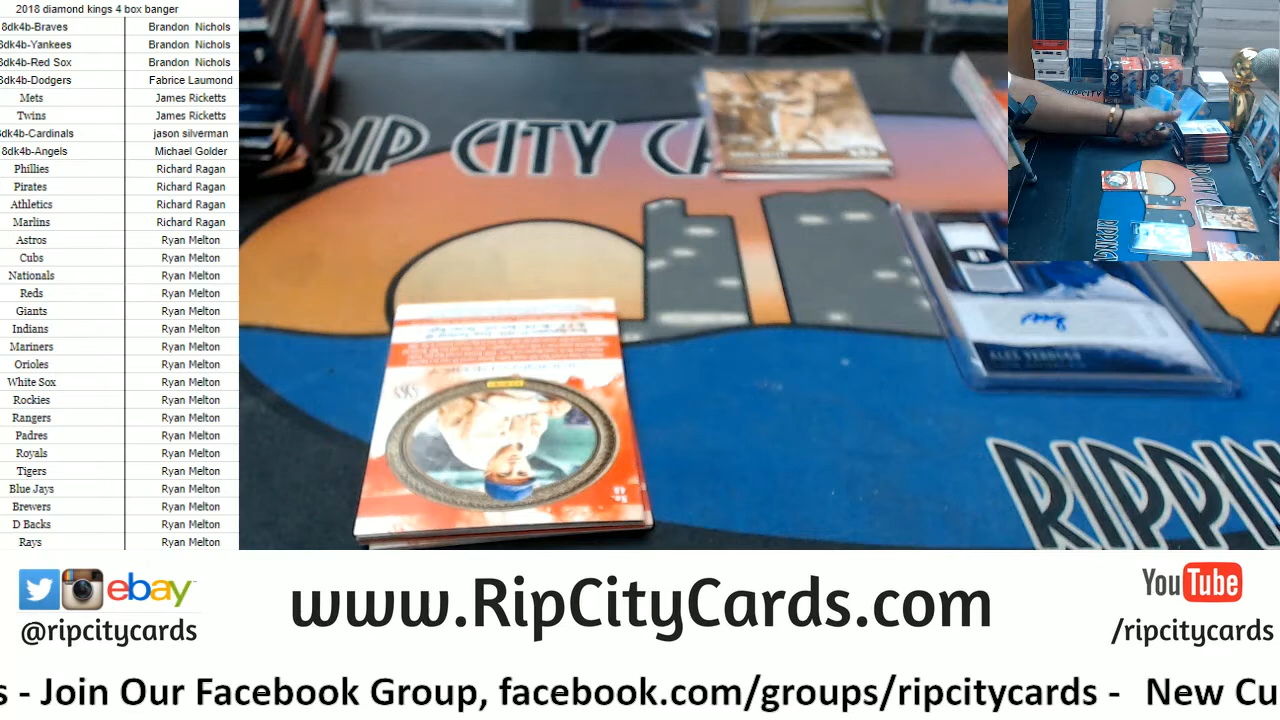 2018 diamond kings 4 box banger
8dk4b-Braves Brandon Nichols
8dk4b-Yankees Brandon Nichols
8dk4b-Red Sox Brandon Nichols
8dk4b-Dodgers Fabrice Laumond
Mets James Ricketts
Twins James Ricketts
8dk4b-Cardinals jason silverman
8dk4b-Angels Michael Golder
Phillies Richard Ragan
Pirates Richard Ragan
Athletics Richard Ragan
Marlins Richard Ragan
Astros Ryan Melton
Cubs Ryan Melton
Nationals Ryan Melton
Reds Ryan Melton
Giants Ryan Melton
Indians Ryan Melton
Mariners Ryan Melton
Orioles Ryan Melton
White Sox Ryan Melton
Rockies Ryan Melton
Rangers Ryan Melton
Padres Ryan Melton
Royals Ryan Melton
Tigers Ryan Melton
Blue Jays Ryan Melton
Brewers Ryan Melton
D Backs Ryan Melton
Rays Ryan Melton
RIP CITY CA
ALEX VERDUGO
RIPPIN
ebay
@ripcitycards
www.RipCityCards.com
YouTube
/ripcitycards
s - Join Our Facebook Group, facebook.com/groups/ripcitycards - New Cu